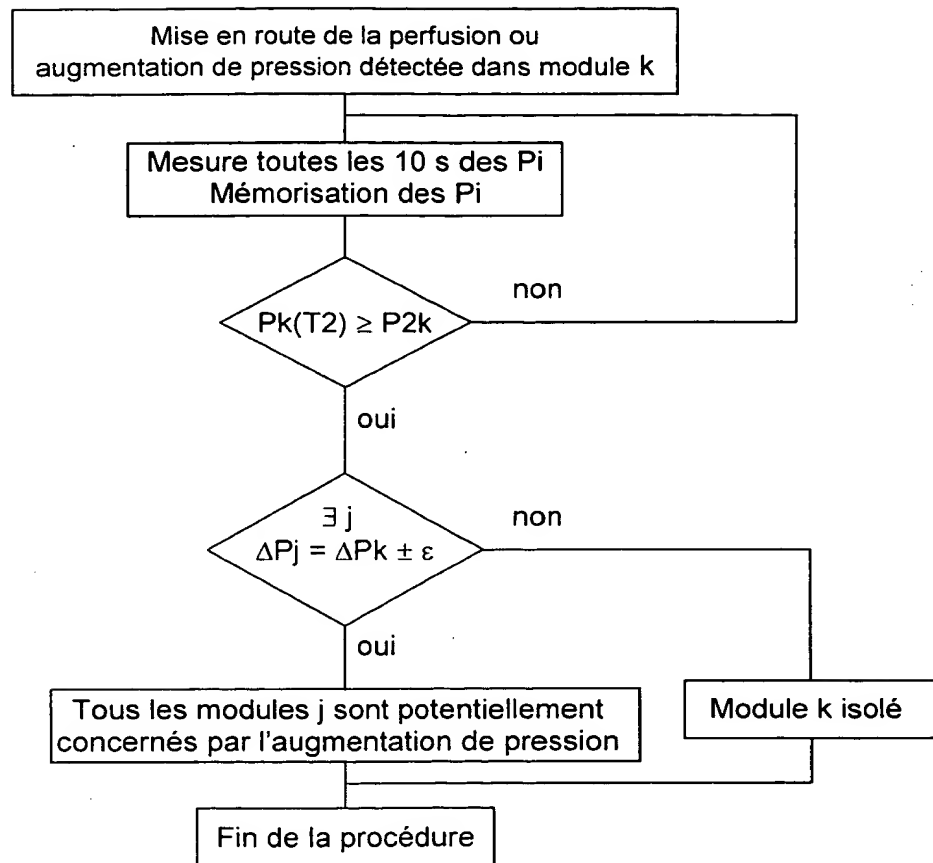 Mise en route de la perfusion ou
augmentation de pression détectée dans module k
Mesure toutes les 10 s des Pi
Mémorisation des Pi
Pk(T2) ≥ P2k
non
oui
∃ j
ΔPj = ΔPk ± ε
non
oui
Tous les modules j sont potentiellement
concernés par l'augmentation de pression
Module k isolé
Fin de la procédure